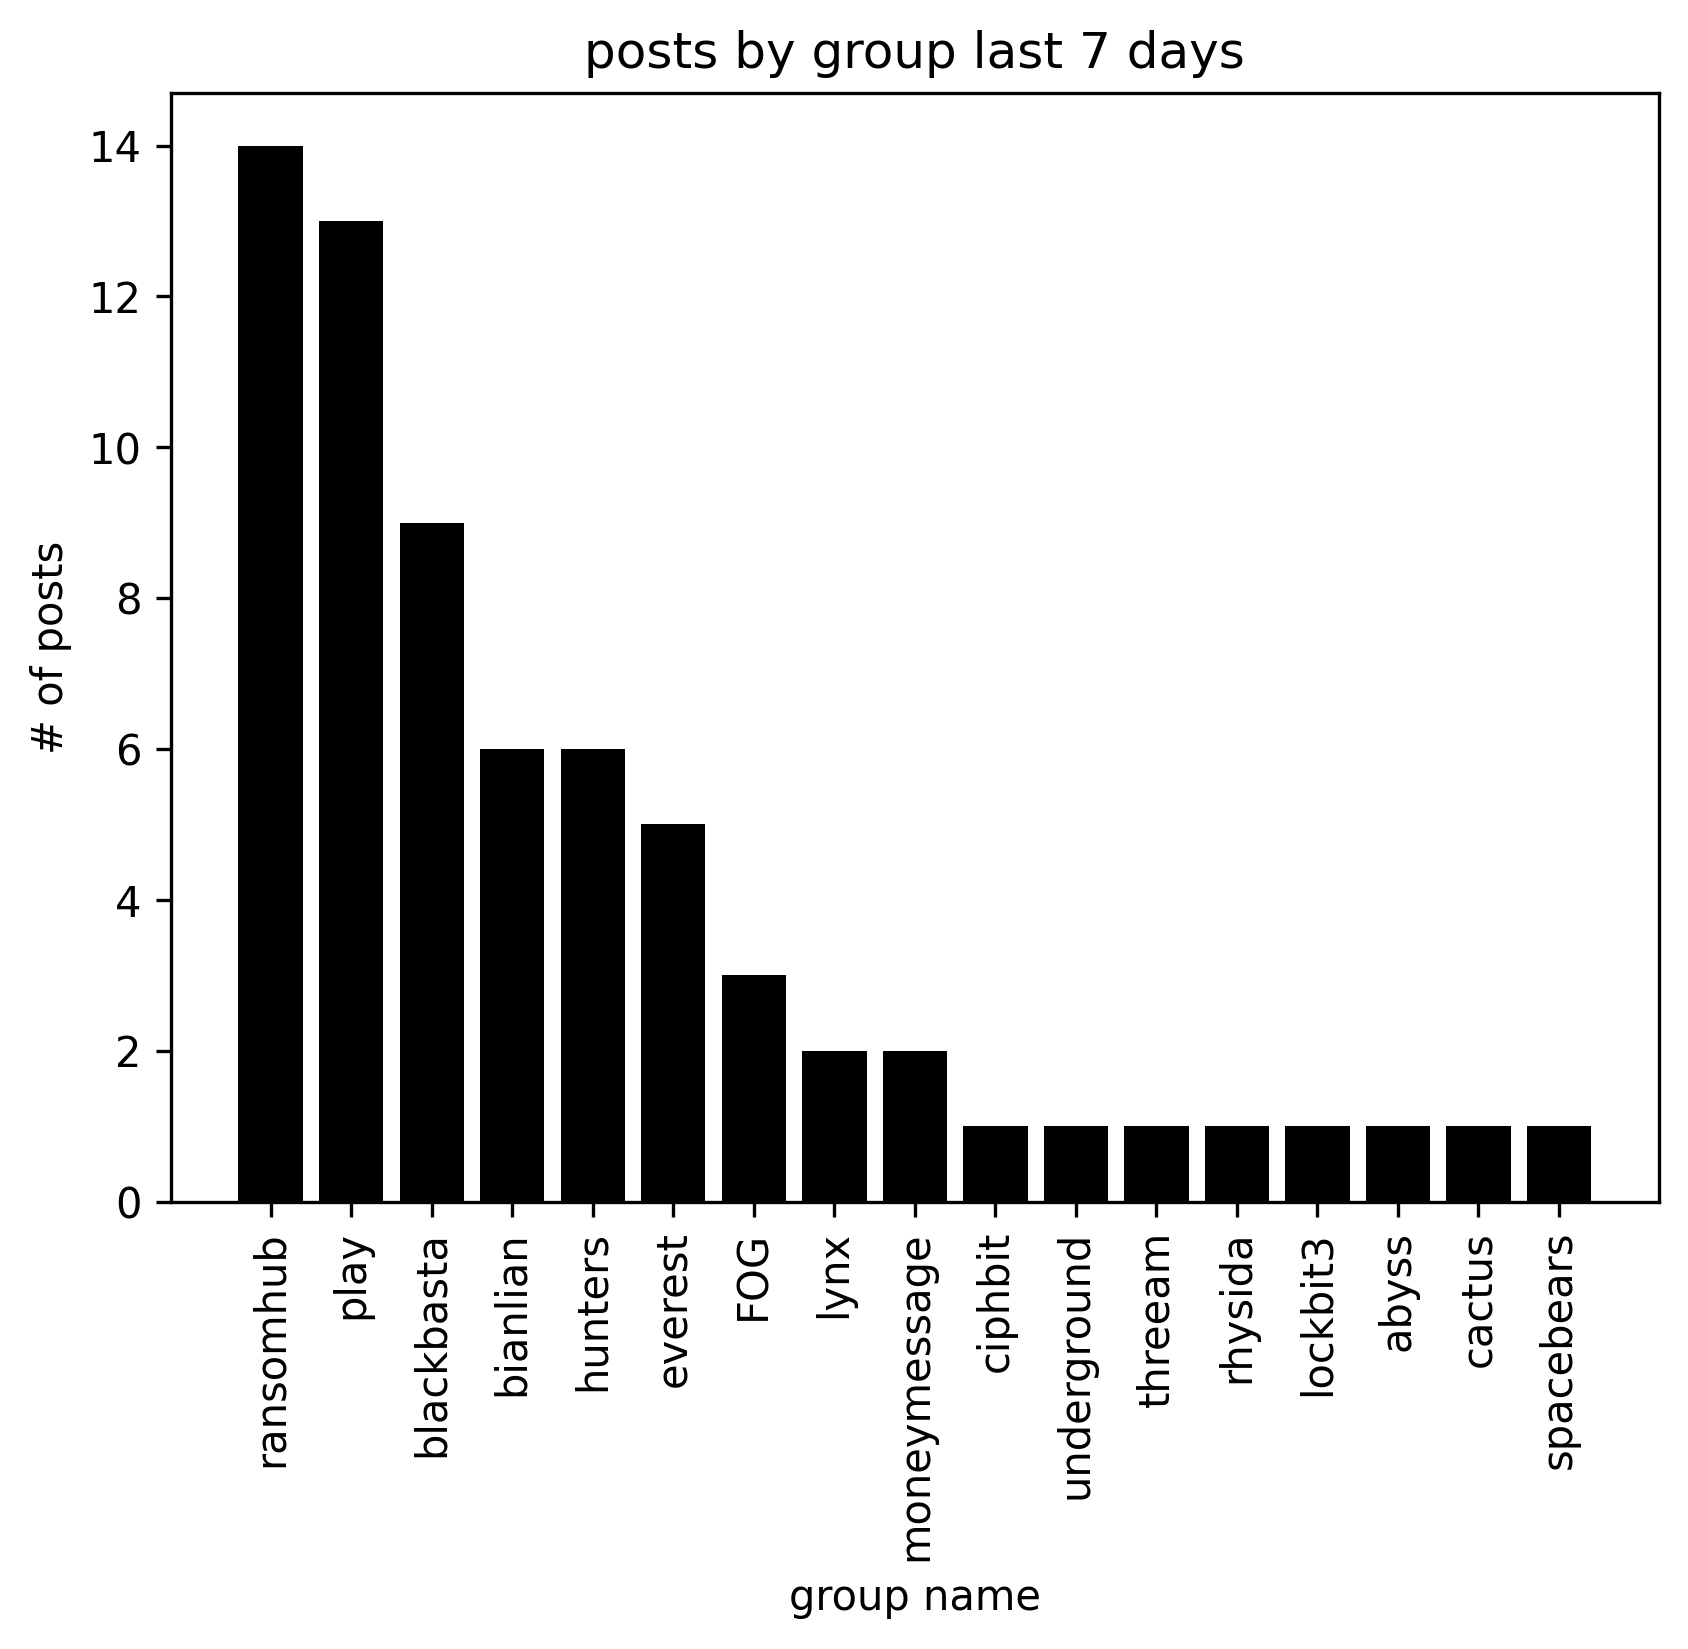 posts by group last 7 days
14
12
10
8
6
4
2
0
# of posts
ransomhub
play
blackbasta
bianlian
hunters
everest
FOG
lynx
moneymessage
ciphbit
underground
threeam
rhysida
lockbit3
abyss
cactus
spacebears
group name